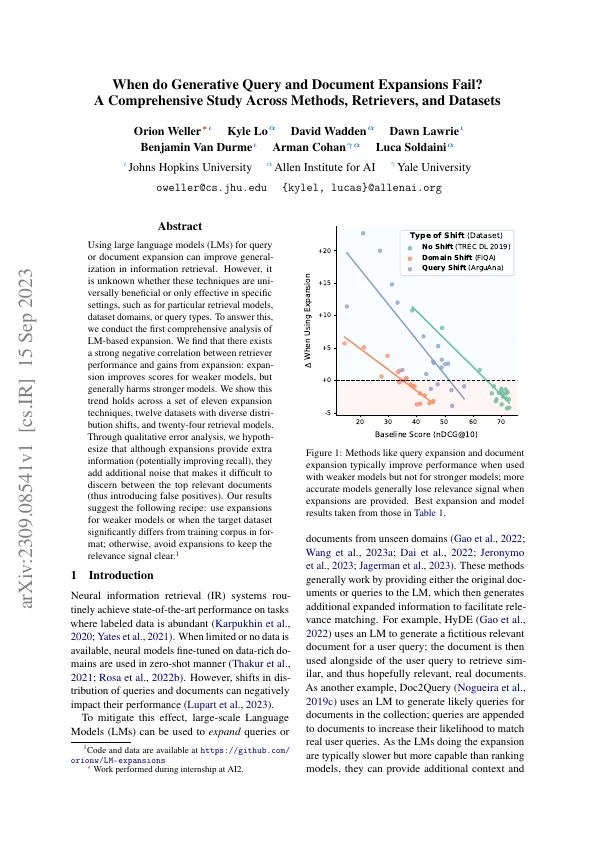 When do Generative Query and Document Expansions Fail?
A Comprehensive Study Across Methods, Retrievers, and Datasets
Orion Weller * ι Kyle Lo α David Wadden α Dawn Lawrie ι
Benjamin Van Durme ι Arman Cohan γ α Luca Soldaini α
ι Johns Hopkins University α Allen Institute for AI γ Yale University
oweller@cs.jhu.edu {kylel, lucas}@allenai.org
arXiv:2309.08541v1 [cs.IR] 15 Sep 2023
Abstract
Using large language models (LMs) for query
or document expansion can improve general-
ization in information retrieval. However, it
is unknown whether these techniques are uni-
versally beneficial or only effective in specific
settings, such as for particular retrieval models,
dataset domains, or query types. To answer this,
we conduct the first comprehensive analysis of
LM-based expansion. We find that there exists
a strong negative correlation between retriever
performance and gains from expansion: expan-
sion improves scores for weaker models, but
generally harms stronger models. We show this
trend holds across a set of eleven expansion
techniques, twelve datasets with diverse distri-
bution shifts, and twenty-four retrieval models.
Through qualitative error analysis, we hypoth-
esize that although expansions provide extra
information (potentially improving recall), they
add additional noise that makes it difficult to
discern between the top relevant documents
(thus introducing false positives). Our results
suggest the following recipe: use expansions
for weaker models or when the target dataset
significantly differs from training corpus in for-
mat; otherwise, avoid expansions to keep the
relevance signal clear.1
1 Introduction
Neural information retrieval (IR) systems rou-
tinely achieve state-of-the-art performance on tasks
where labeled data is abundant (Karpukhin et al.,
2020; Yates et al., 2021). When limited or no data is
available, neural models fine-tuned on data-rich do-
mains are used in zero-shot manner (Thakur et al.,
2021; Rosa et al., 2022b). However, shifts in dis-
tribution of queries and documents can negatively
impact their performance (Lupart et al., 2023).
To mitigate this effect, large-scale Language
Models (LMs) can be used to expand queries or
1Code and data are available at https://github.com/
orionw/LM-expansions
* Work performed during internship at AI2.
Type of Shift (Dataset)
No Shift (TREC DL 2019)
Domain Shift (FiQA)
Query Shift (ArguAna)
Δ When Using Expansion
+20
+15
+10
+5
+0
-5
20 30 40 50 60 70
Baseline Score (nDCG@10)
Figure 1: Methods like query expansion and document
expansion typically improve performance when used
with weaker models but not for stronger models; more
accurate models generally lose relevance signal when
expansions are provided. Best expansion and model
results taken from those in Table 1.
documents from unseen domains (Gao et al., 2022;
Wang et al., 2023a; Dai et al., 2022; Jeronymo
et al., 2023; Jagerman et al., 2023). These methods
generally work by providing either the original doc-
uments or queries to the LM, which then generates
additional expanded information to facilitate rele-
vance matching. For example, HyDE (Gao et al.,
2022) uses an LM to generate a fictitious relevant
document for a user query; the document is then
used alongside of the user query to retrieve sim-
ilar, and thus hopefully relevant, real documents.
As another example, Doc2Query (Nogueira et al.,
2019c) uses an LM to generate likely queries for
documents in the collection; queries are appended
to documents to increase their likelihood to match
real user queries. As the LMs doing the expansion
are typically slower but more capable than ranking
models, they can provide additional context and